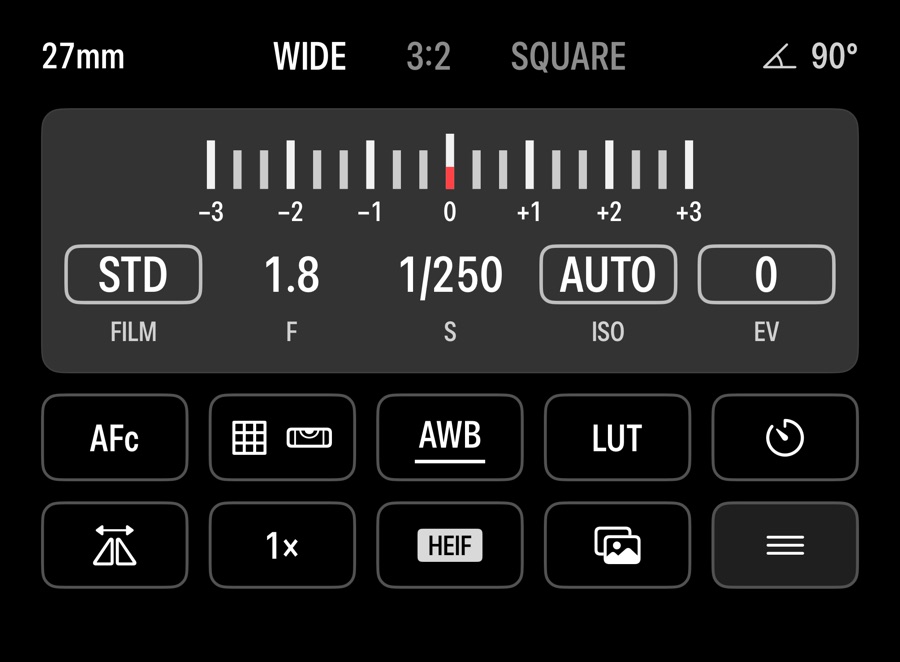 27mm WIDE 3:2 SQUARE 90°
−3 −2 −1 0 +1 +2 +3
STD 1.8 1/250 AUTO 0
FILM F S ISO EV
AFc AWB LUT
1x HEIF